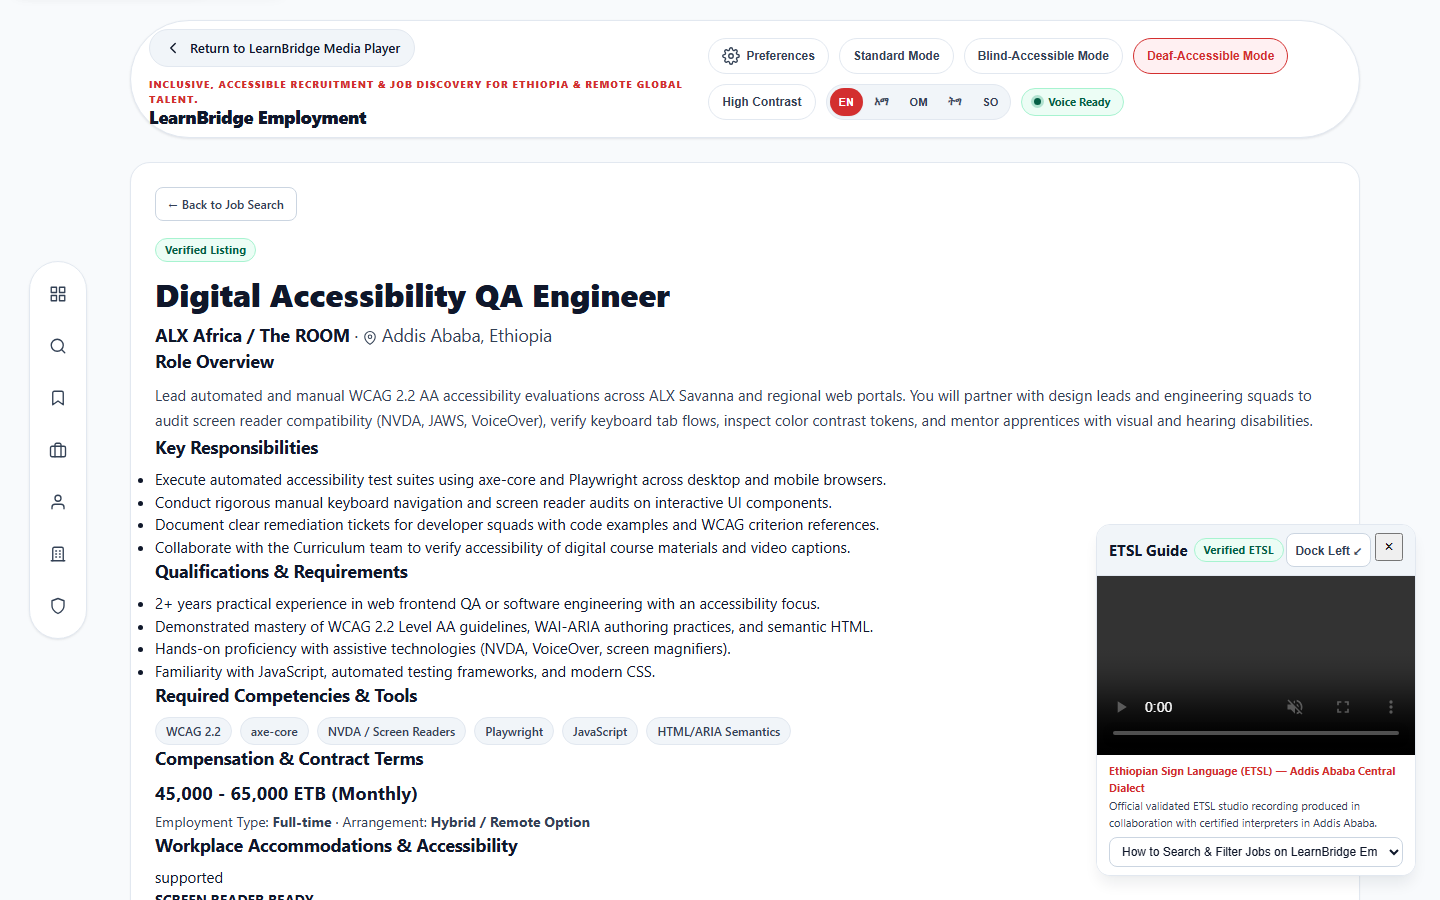 Return to LearnBridge Media Player
INCLUSIVE, ACCESSIBLE RECRUITMENT & JOB DISCOVERY FOR ETHIOPIA & REMOTE GLOBAL
TALENT.
LearnBridge Employment
Preferences
Standard Mode
Blind-Accessible Mode
Deaf-Accessible Mode
High Contrast
EN
አማ
OM
ትግ
SO
Voice Ready
← Back to Job Search
Verified Listing
Digital Accessibility QA Engineer
ALX Africa / The ROOM · Addis Ababa, Ethiopia
Role Overview
Lead automated and manual WCAG 2.2 AA accessibility evaluations across ALX Savanna and regional web portals. You will partner with design leads and engineering squads to
audit screen reader compatibility (NVDA, JAWS, VoiceOver), verify keyboard tab flows, inspect color contrast tokens, and mentor apprentices with visual and hearing disabilities.
Key Responsibilities
• Execute automated accessibility test suites using axe-core and Playwright across desktop and mobile browsers.
• Conduct rigorous manual keyboard navigation and screen reader audits on interactive UI components.
• Document clear remediation tickets for developer squads with code examples and WCAG criterion references.
• Collaborate with the Curriculum team to verify accessibility of digital course materials and video captions.
Qualifications & Requirements
• 2+ years practical experience in web frontend QA or software engineering with an accessibility focus.
• Demonstrated mastery of WCAG 2.2 Level AA guidelines, WAI-ARIA authoring practices, and semantic HTML.
• Hands-on proficiency with assistive technologies (NVDA, VoiceOver, screen magnifiers).
• Familiarity with JavaScript, automated testing frameworks, and modern CSS.
Required Competencies & Tools
WCAG 2.2
axe-core
NVDA / Screen Readers
Playwright
JavaScript
HTML/ARIA Semantics
Compensation & Contract Terms
45,000 - 65,000 ETB (Monthly)
Employment Type: Full-time · Arrangement: Hybrid / Remote Option
Workplace Accommodations & Accessibility
supported
SCREEN READER READY
ETSL Guide
Verified ETSL
Dock Left ↙
×
0:00
Ethiopian Sign Language (ETSL) — Addis Ababa Central
Dialect
Official validated ETSL studio recording produced in
collaboration with certified interpreters in Addis Ababa.
How to Search & Filter Jobs on LearnBridge Em